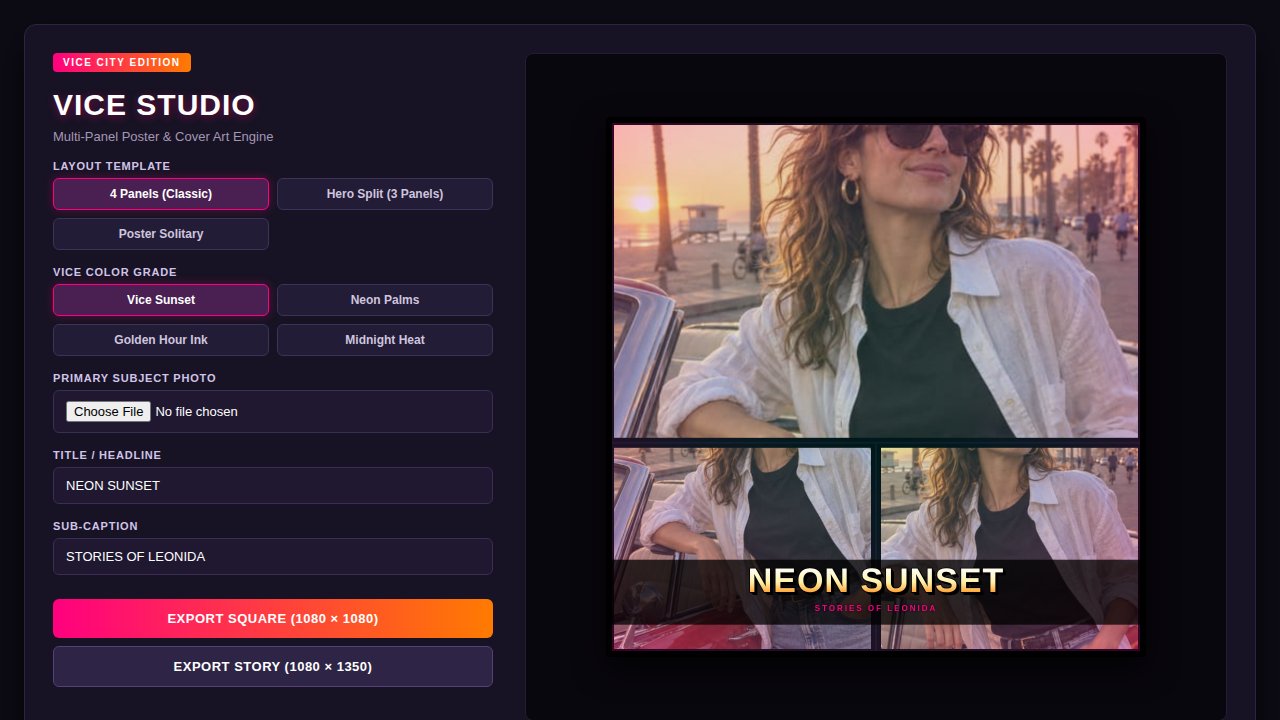 VICE CITY EDITION
VICE STUDIO
Multi-Panel Poster & Cover Art Engine
LAYOUT TEMPLATE
4 Panels (Classic)
Hero Split (3 Panels)
Poster Solitary
VICE COLOR GRADE
Vice Sunset
Neon Palms
Golden Hour Ink
Midnight Heat
PRIMARY SUBJECT PHOTO
Choose File No file chosen
TITLE / HEADLINE
NEON SUNSET
SUB-CAPTION
STORIES OF LEONIDA
EXPORT SQUARE (1080 × 1080)
EXPORT STORY (1080 × 1350)
NEON SUNSET
STORIES OF LEONIDA